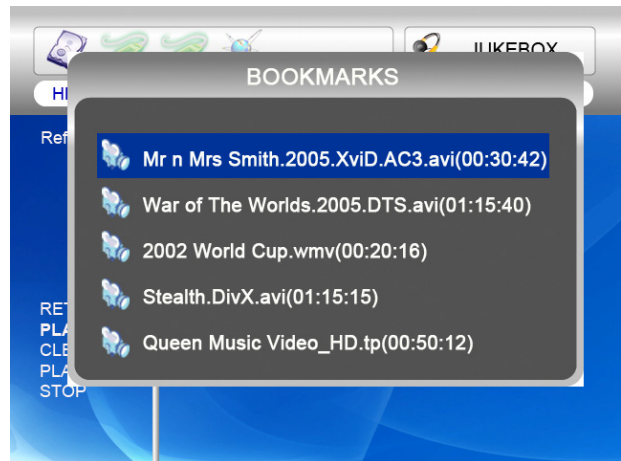 JUKEBOX
BOOKMARKS
Mr n Mrs Smith.2005.XviD.AC3.avi(00:30:42)
War of The Worlds.2005.DTS.avi(01:15:40)
2002 World Cup.wmv(00:20:16)
Stealth.DivX.avi(01:15:15)
Queen Music Video_HD.tp(00:50:12)
STOP